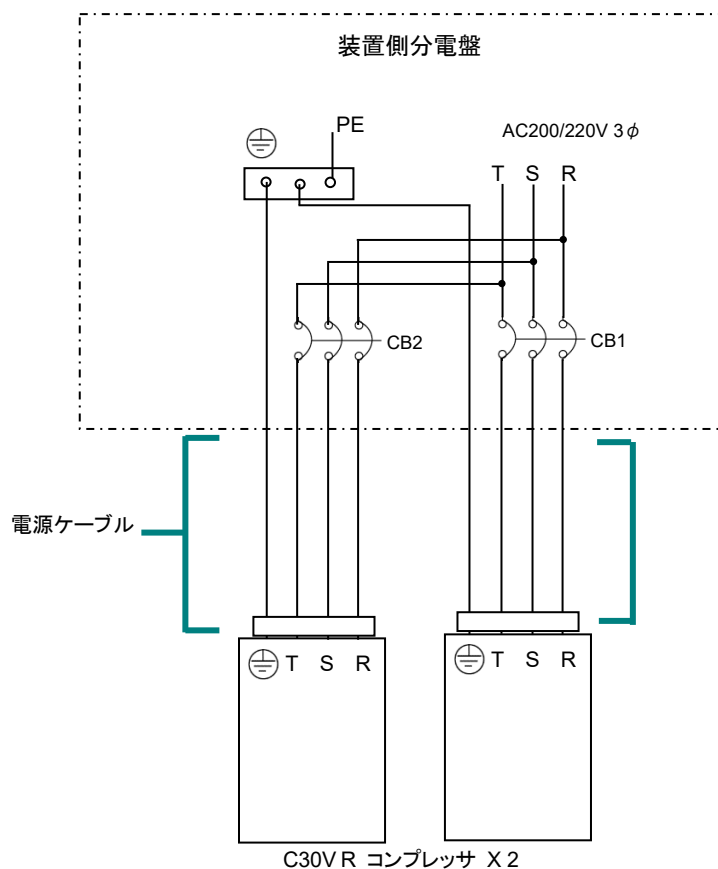 装置側分電盤
PE
AC200/220V 3φ
T S R
CB2
CB1
電源ケーブル
T S R
T S R
C30V R コンプレッサ X 2